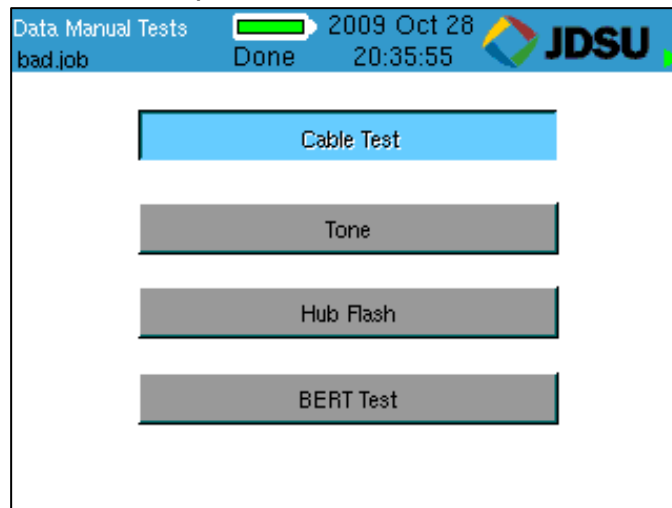 Data Manual Tests 2009 Oct 28 JDSU
bad.job Done 20:35:55
Cable Test
Tone
Hub Flash
BERT Test